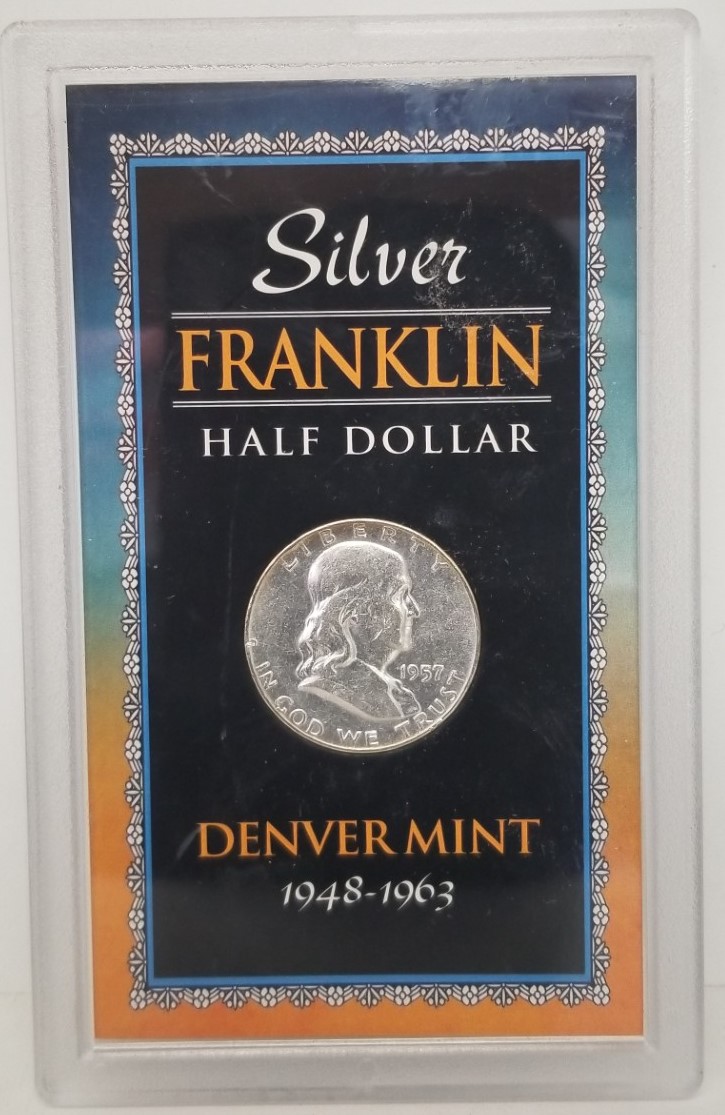 Silver
FRANKLIN
HALF DOLLAR
LIBERTY
1957
IN GOD WE TRUST
DENVER MINT
1948-1963